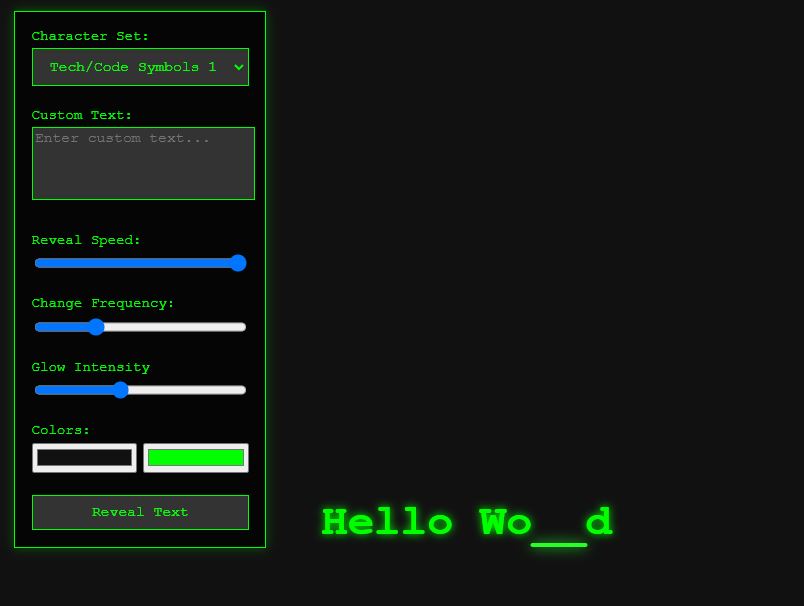 Character Set:
Tech/Code Symbols 1
Custom Text:
Enter custom text...
Reveal Speed:
Change Frequency:
Glow Intensity
Colors:
Reveal Text
Hello Wo__d